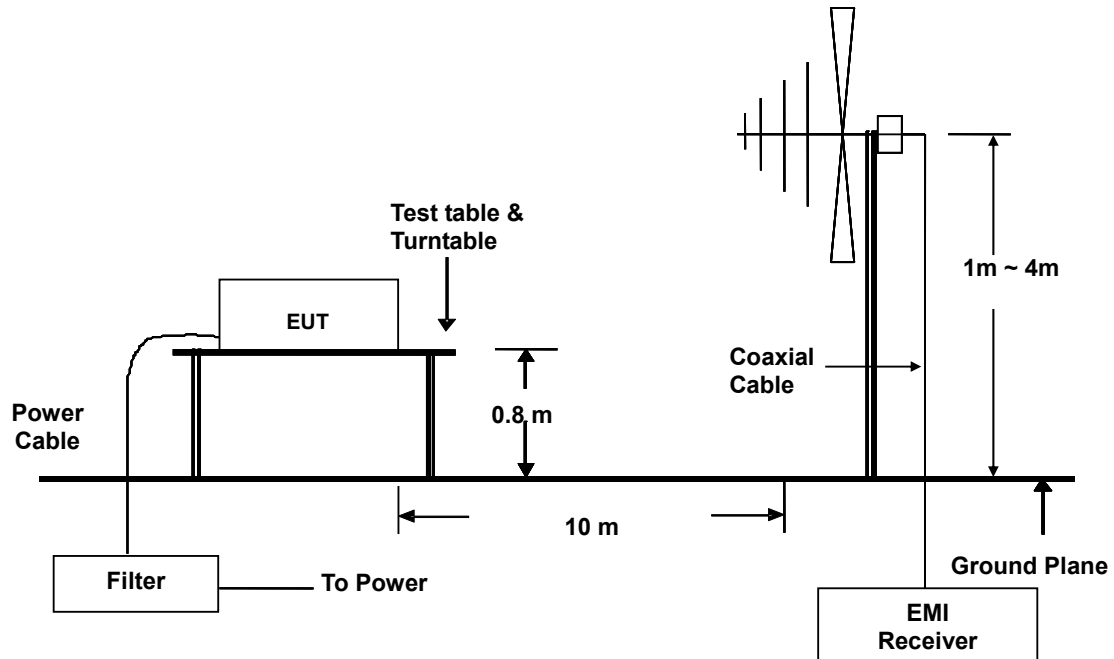 Test table &
Turntable
EUT
1m ~ 4m
Coaxial
Cable
0.8 m
Power
Cable
10 m
Ground Plane
Filter
To Power
EMI
Receiver